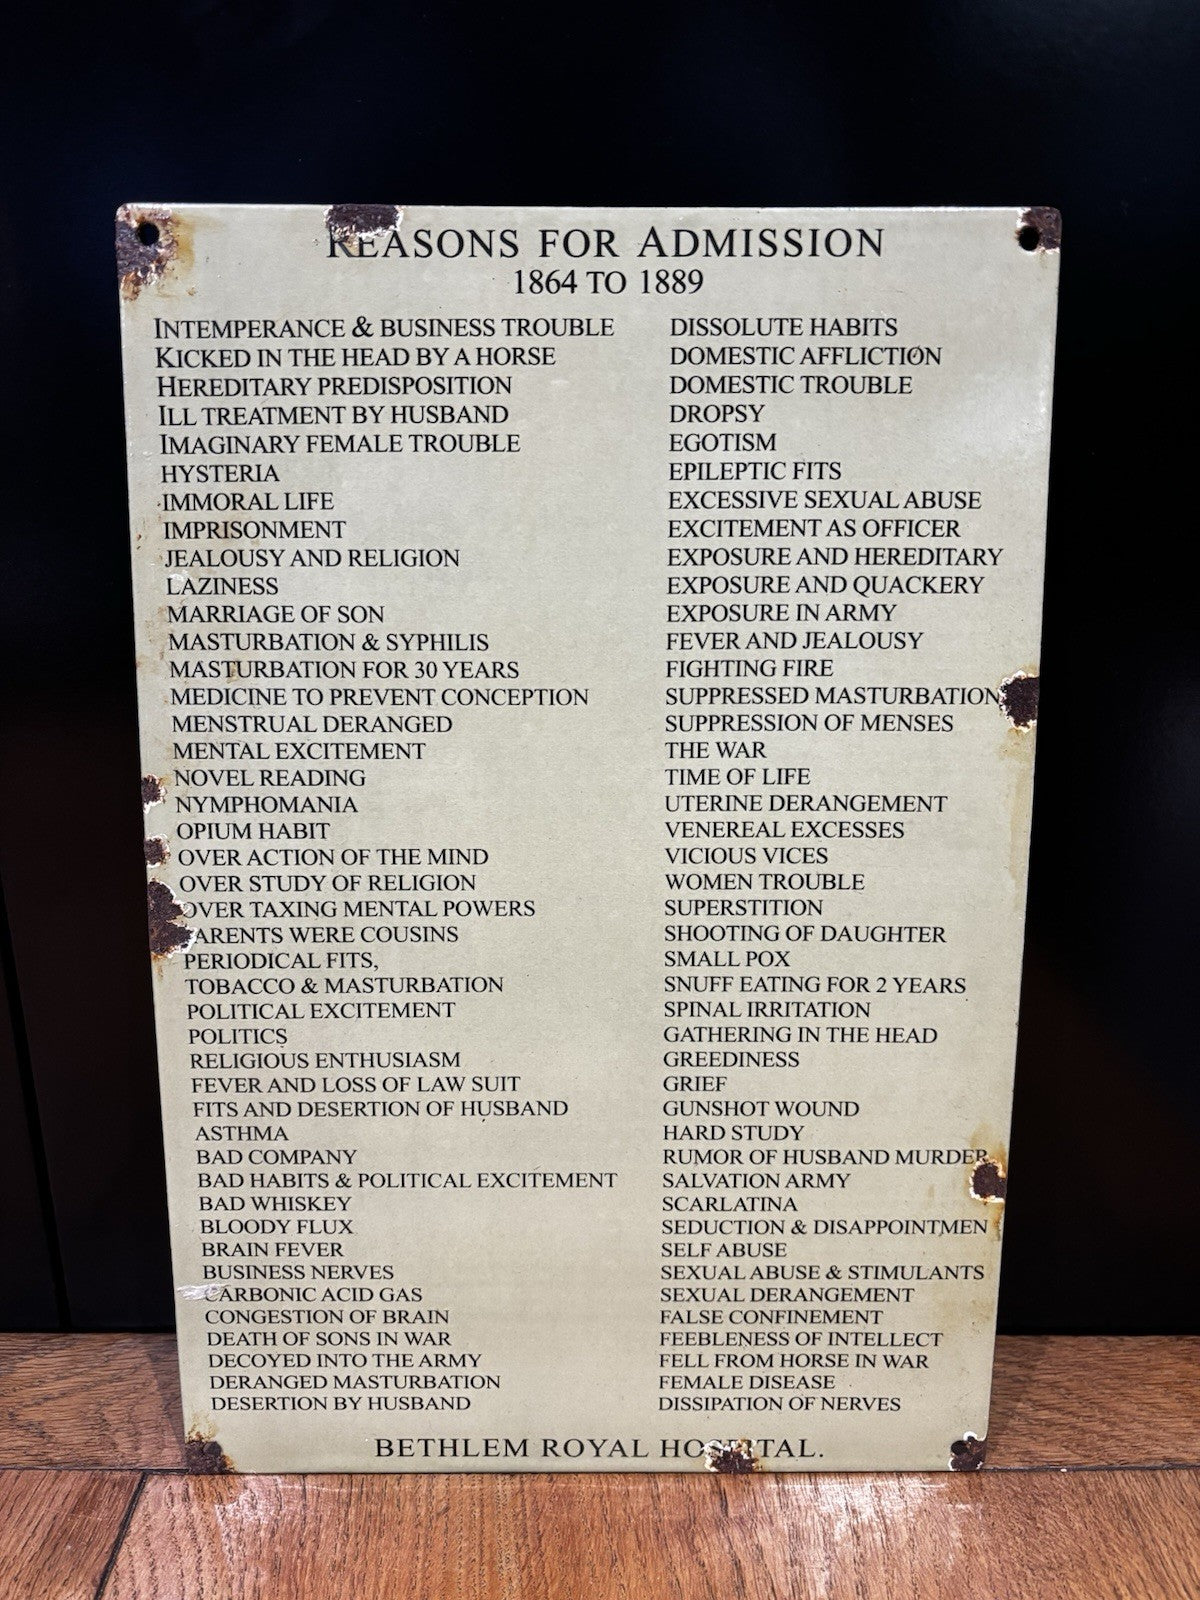 REASONS FOR ADMISSION
1864 TO 1889
INTEMPERANCE & BUSINESS TROUBLE
KICKED IN THE HEAD BY A HORSE
HEREDITARY PREDISPOSITION
ILL TREATMENT BY HUSBAND
IMAGINARY FEMALE TROUBLE
HYSTERIA
IMMORAL LIFE
IMPRISONMENT
JEALOUSY AND RELIGION
LAZINESS
MARRIAGE OF SON
MASTURBATION & SYPHILIS
MASTURBATION FOR 30 YEARS
MEDICINE TO PREVENT CONCEPTION
MENSTRUAL DERANGED
MENTAL EXCITEMENT
NOVEL READING
NYMPHOMANIA
OPIUM HABIT
OVER ACTION OF THE MIND
OVER STUDY OF RELIGION
OVER TAXING MENTAL POWERS
PARENTS WERE COUSINS
PERIODICAL FITS,
TOBACCO & MASTURBATION
POLITICAL EXCITEMENT
POLITICS
RELIGIOUS ENTHUSIASM
FEVER AND LOSS OF LAW SUIT
FITS AND DESERTION OF HUSBAND
ASTHMA
BAD COMPANY
BAD HABITS & POLITICAL EXCITEMENT
BAD WHISKEY
BLOODY FLUX
BRAIN FEVER
BUSINESS NERVES
CARBONIC ACID GAS
CONGESTION OF BRAIN
DEATH OF SONS IN WAR
DECOYED INTO THE ARMY
DERANGED MASTURBATION
DESERTION BY HUSBAND
DISSOLUTE HABITS
DOMESTIC AFFLICTION
DOMESTIC TROUBLE
DROPSY
EGOTISM
EPILEPTIC FITS
EXCESSIVE SEXUAL ABUSE
EXCITEMENT AS OFFICER
EXPOSURE AND HEREDITARY
EXPOSURE AND QUACKERY
EXPOSURE IN ARMY
FEVER AND JEALOUSY
FIGHTING FIRE
SUPPRESSED MASTURBATION
SUPPRESSION OF MENSES
THE WAR
TIME OF LIFE
UTERINE DERANGEMENT
VENEREAL EXCESSES
VICIOUS VICES
WOMEN TROUBLE
SUPERSTITION
SHOOTING OF DAUGHTER
SMALL POX
SNUFF EATING FOR 2 YEARS
SPINAL IRRITATION
GATHERING IN THE HEAD
GREEDINESS
GRIEF
GUNSHOT WOUND
HARD STUDY
RUMOR OF HUSBAND MURDER
SALVATION ARMY
SCARLATINA
SEDUCTION & DISAPPOINTMEN
SELF ABUSE
SEXUAL ABUSE & STIMULANTS
SEXUAL DERANGEMENT
FALSE CONFINEMENT
FEEBLENESS OF INTELLECT
FELL FROM HORSE IN WAR
FEMALE DISEASE
DISSIPATION OF NERVES
BETHLEM ROYAL HOSPITAL.